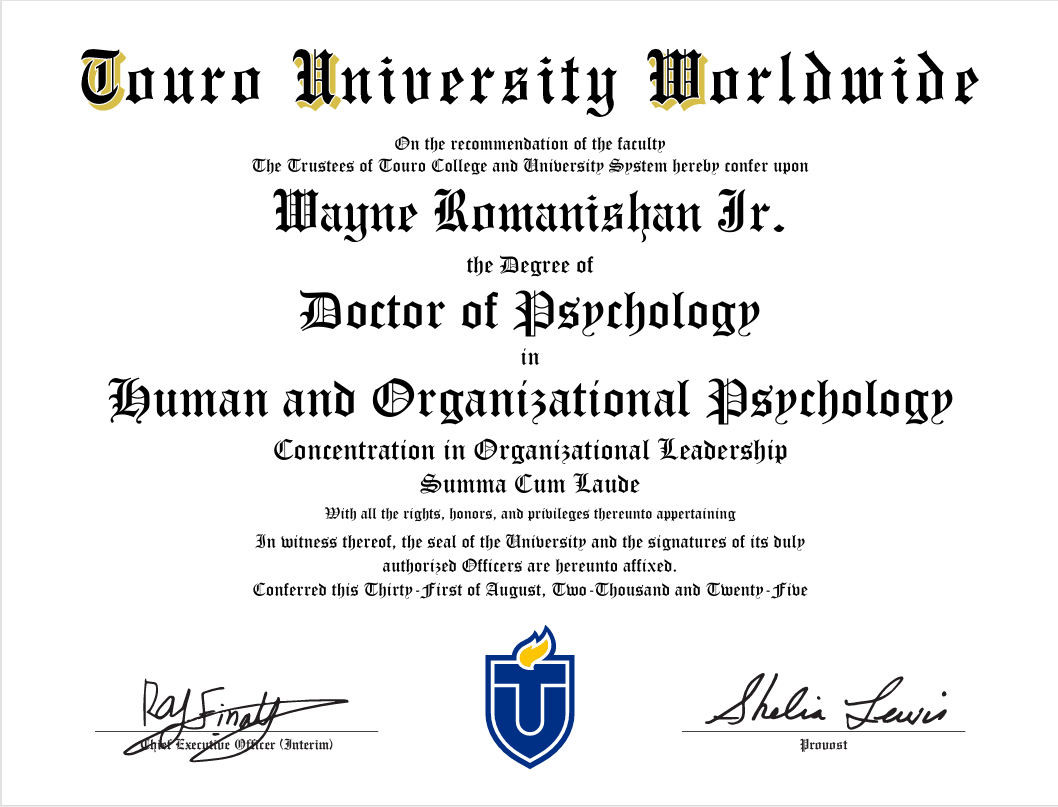 Touro University Worldwide
On the recommendation of the faculty
The Trustees of Touro College and University System hereby confer upon
Wayne Romanishan Jr.
the Degree of
Doctor of Psychology
in
Human and Organizational Psychology
Concentration in Organizational Leadership
Summa Cum Laude
With all the rights, honors, and privileges thereunto appertaining
In witness thereof, the seal of the University and the signatures of its duly
authorized Officers are hereunto affixed.
Conferred this Thirty-First of August, Two-Thousand and Twenty-Five
T
U
Shelia Lewis
Chief Executive Officer (Interim)
Provost